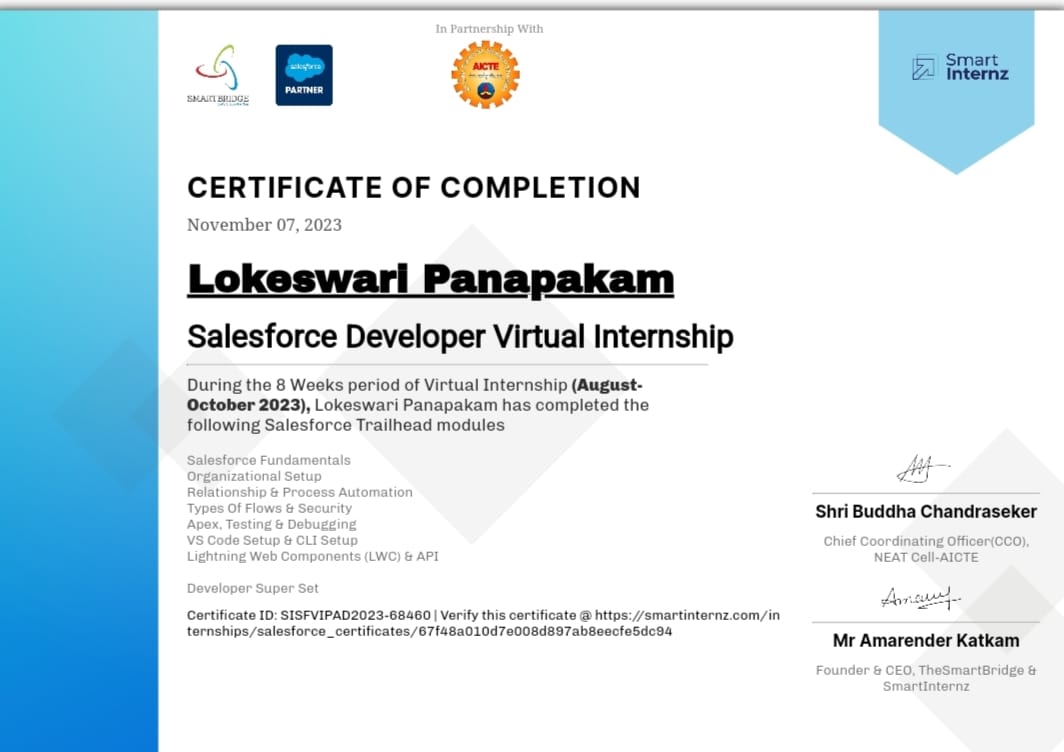 In Partnership With
SMART BRIDGE
salesforce
PARTNER
AICTE
Smart
Internz
CERTIFICATE OF COMPLETION
November 07, 2023
Lokeswari Panapakam
Salesforce Developer Virtual Internship
During the 8 Weeks period of Virtual Internship (August-
October 2023), Lokeswari Panapakam has completed the
following Salesforce Trailhead modules
Salesforce Fundamentals
Organizational Setup
Relationship & Process Automation
Types Of Flows & Security
Apex, Testing & Debugging
VS Code Setup & CLI Setup
Lightning Web Components (LWC) & API
Developer Super Set
Certificate ID: SISFVIPAD2023-68460 | Verify this certificate @ https://smartinternz.com/in
ternships/salesforce_certificates/67f48a010d7e008d897ab8eecfe5dc94
Shri Buddha Chandraseker
Chief Coordinating Officer(CCO),
NEAT Cell-AICTE
Mr Amarender Katkam
Founder & CEO, TheSmartBridge &
SmartInternz